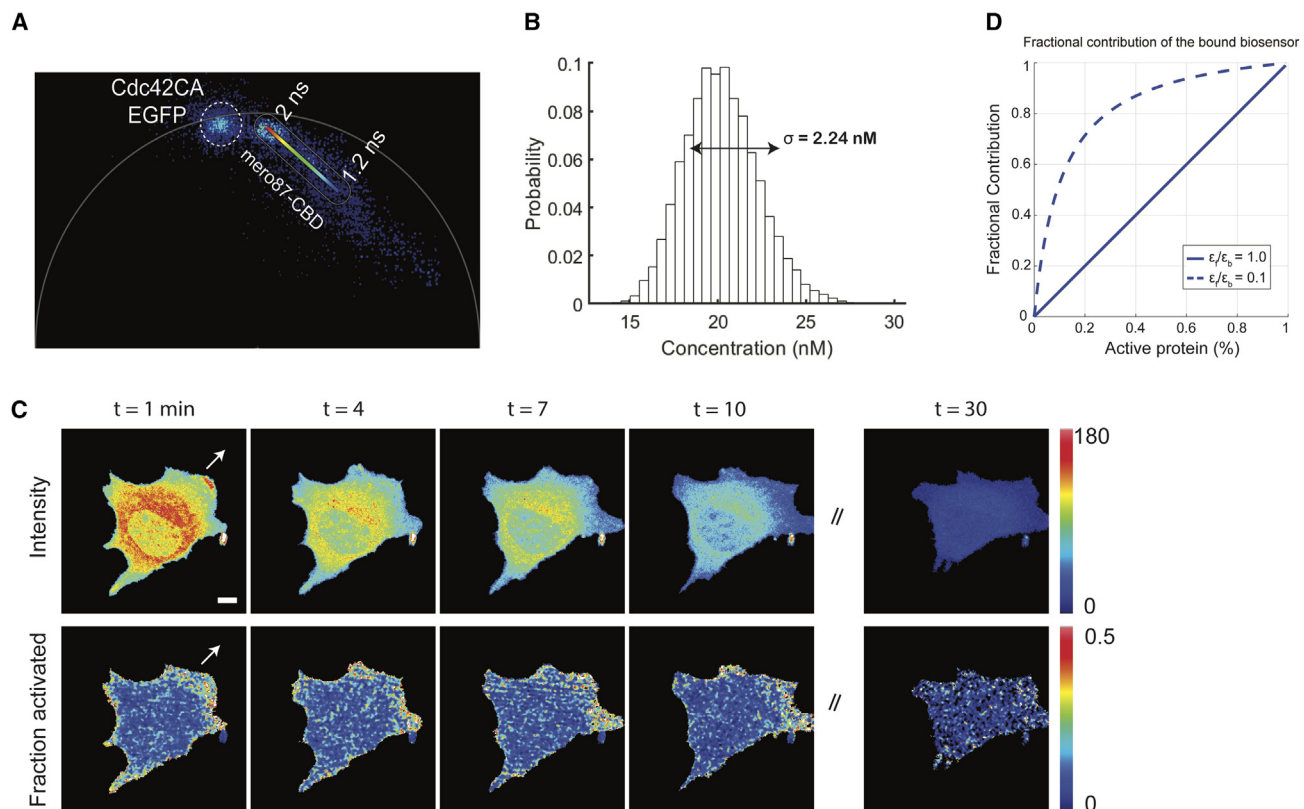 A
Cdc42CA
EGFP
2 ns
1.2 ns
mero87-CBD
B
0.1
0.08
0.06
0.04
0.02
0
Probability
σ = 2.24 nM
15
20
25
30
Concentration (nM)
D
Fractional contribution of the bound biosensor
1
0.8
0.6
0.4
0.2
0
Fractional Contribution
εf/εb = 1.0
εf/εb = 0.1
0
0.2
0.4
0.6
0.8
1
Active protein (%)
C
t = 1 min
t = 4
t = 7
t = 10
t = 30
Intensity
//
180
0
Fraction activated
//
0.5
0